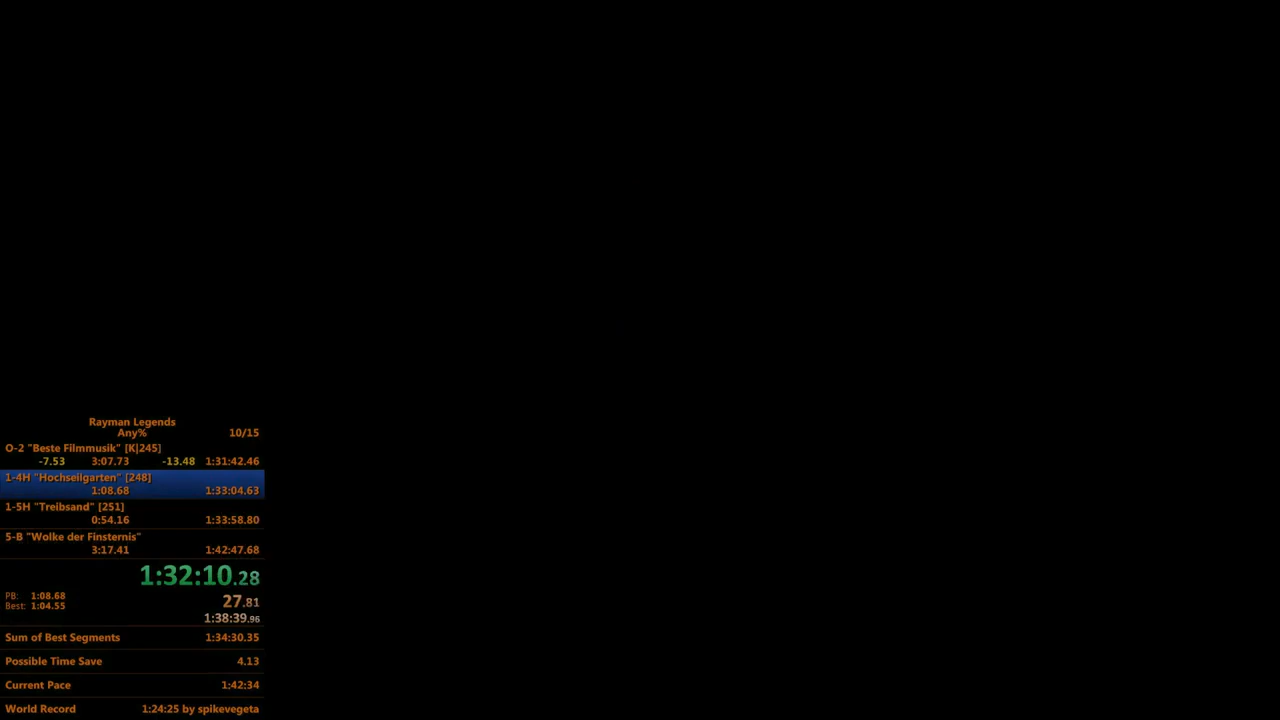 Rayman Legends
Any% 10/15
O-2 "Beste Filmmusik" [K|245]
-7.53 3:07.73 -13.48 1:31:42.46
1-4H "Hochseilgarten" [248]
1:08.68 1:33:04.63
1-5H "Treibsand" [251]
0:54.16 1:33:58.80
5-B "Wolke der Finsternis"
3:17.41 1:42:47.68
1:32:10.28
PB: 1:08.68 27.81
Best: 1:04.55
1:38:39.96
Sum of Best Segments 1:34:30.35
Possible Time Save 4.13
Current Pace 1:42:34
World Record 1:24:25 by spikevegeta